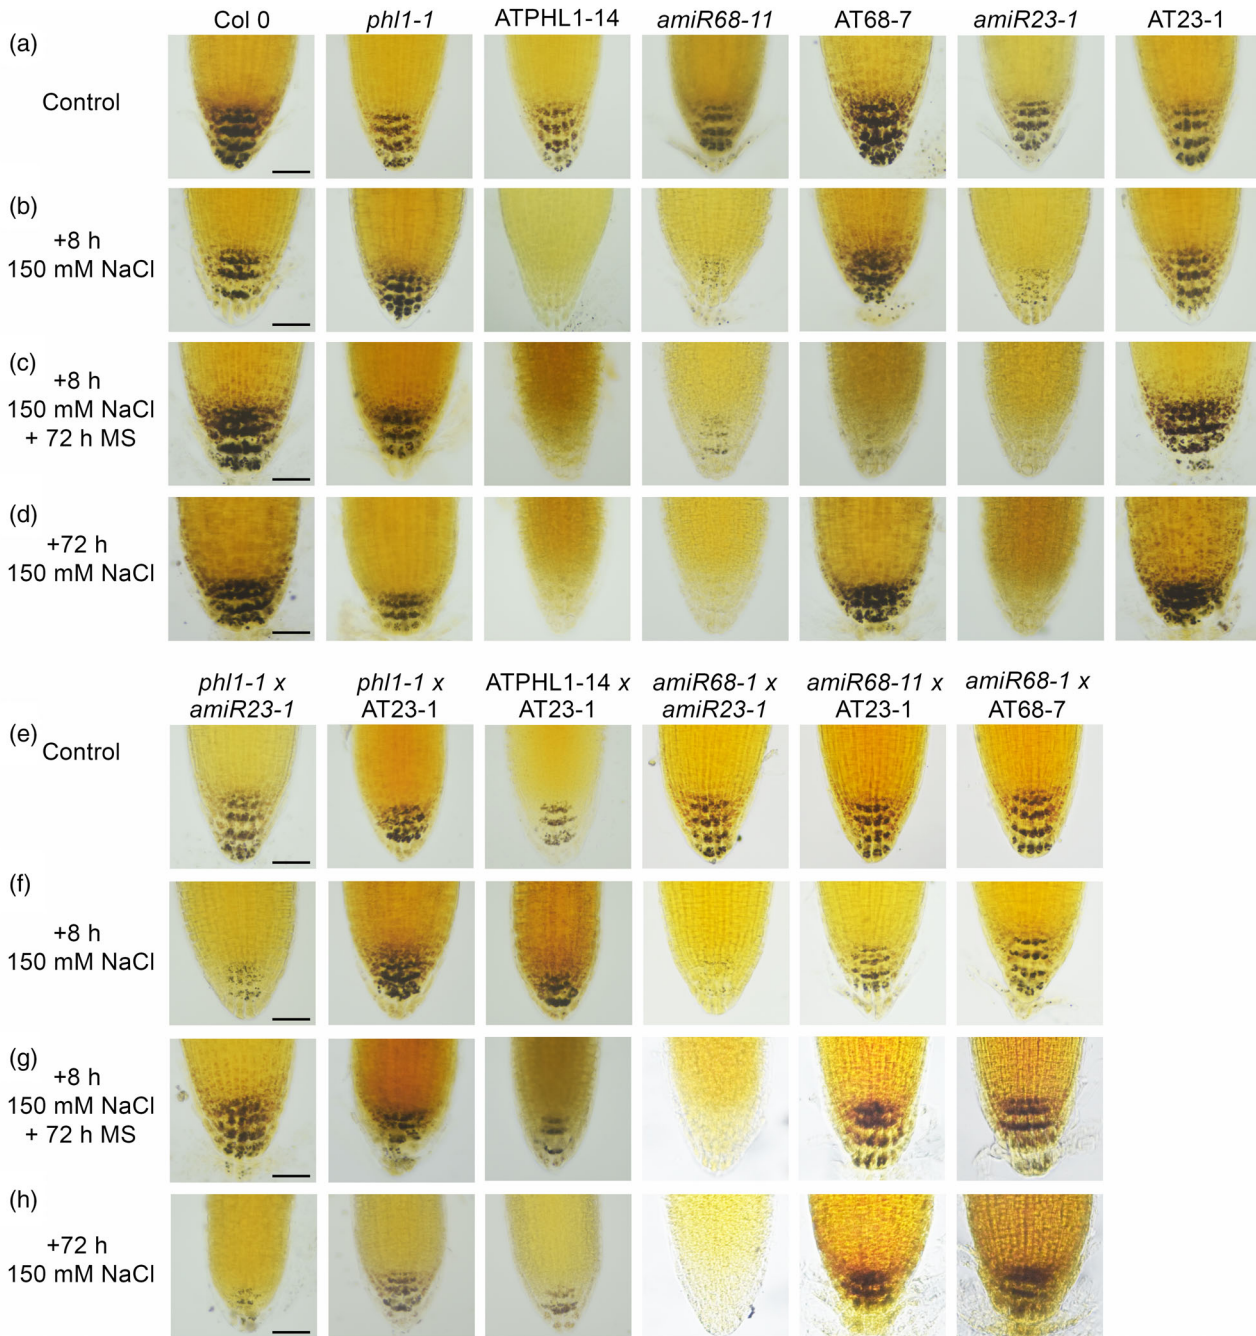 Col 0 phl1-1 ATPHL1-14 amiR68-11 AT68-7 amiR23-1 AT23-1
(a)
Control
(b)
+8 h
150 mM NaCl
(c)
+8 h
150 mM NaCl
+ 72 h MS
(d)
+72 h
150 mM NaCl
phl1-1 x phl1-1 x ATPHL1-14 x amiR68-1 x amiR68-11 x amiR68-1 x
amiR23-1 AT23-1 AT23-1 amiR23-1 AT23-1 AT68-7
(e)
Control
(f)
+8 h
150 mM NaCl
(g)
+8 h
150 mM NaCl
+ 72 h MS
(h)
+72 h
150 mM NaCl